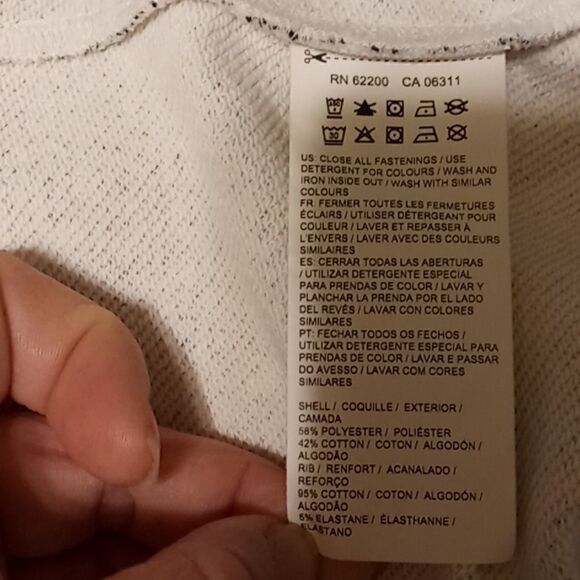 RN 62200 CA 06311
30
US: CLOSE ALL FASTENINGS / USE
DETERGENT FOR COLOURS / WASH AND
IRON INSIDE OUT / WASH WITH SIMILAR
COLOURS
FR: FERMER TOUTES LES FERMETURES
ÉCLAIRS / UTILISER DÉTERGEANT POUR
COULEUR / LAVER ET REPASSER À
L'ENVERS / LAVER AVEC DES COULEURS
SIMILAIRES
ES: CERRAR TODAS LAS ABERTURAS
/ UTILIZAR DETERGENTE ESPECIAL
PARA PRENDAS DE COLOR / LAVAR Y
PLANCHAR LA PRENDA POR EL LADO
DEL REVÉS / LAVAR CON COLORES
SIMILARES
PT: FECHAR TODOS OS FECHOS /
UTILIZAR DETERGENTE ESPECIAL PARA
PRENDAS DE COLOR / LAVAR E PASSAR
DO AVESSO / LAVAR COM CORES
SIMILARES
SHELL / COQUILLE / EXTERIOR /
CAMADA
58% POLYESTER / POLIÉSTER
42% COTTON / COTON / ALGODÓN /
ALGODÃO
RIB / RENFORT / ACANALADO /
REFORÇO
95% COTTON / COTON / ALGODÓN /
ALGODÃO
5% ELASTANE / ÉLASTHANNE /
ELASTANO